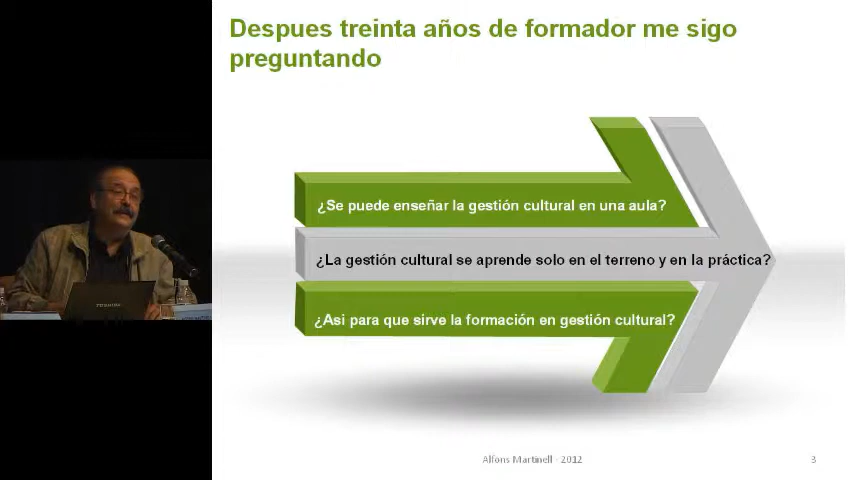 Despues treinta años de formador me sigo
preguntando
¿Se puede enseñar la gestión cultural en una aula?
¿La gestión cultural se aprende solo en el terreno y en la práctica?
¿Asi para que sirve la formación en gestión cultural?
Alfons Martinell - 2012
3
TOSHIBA